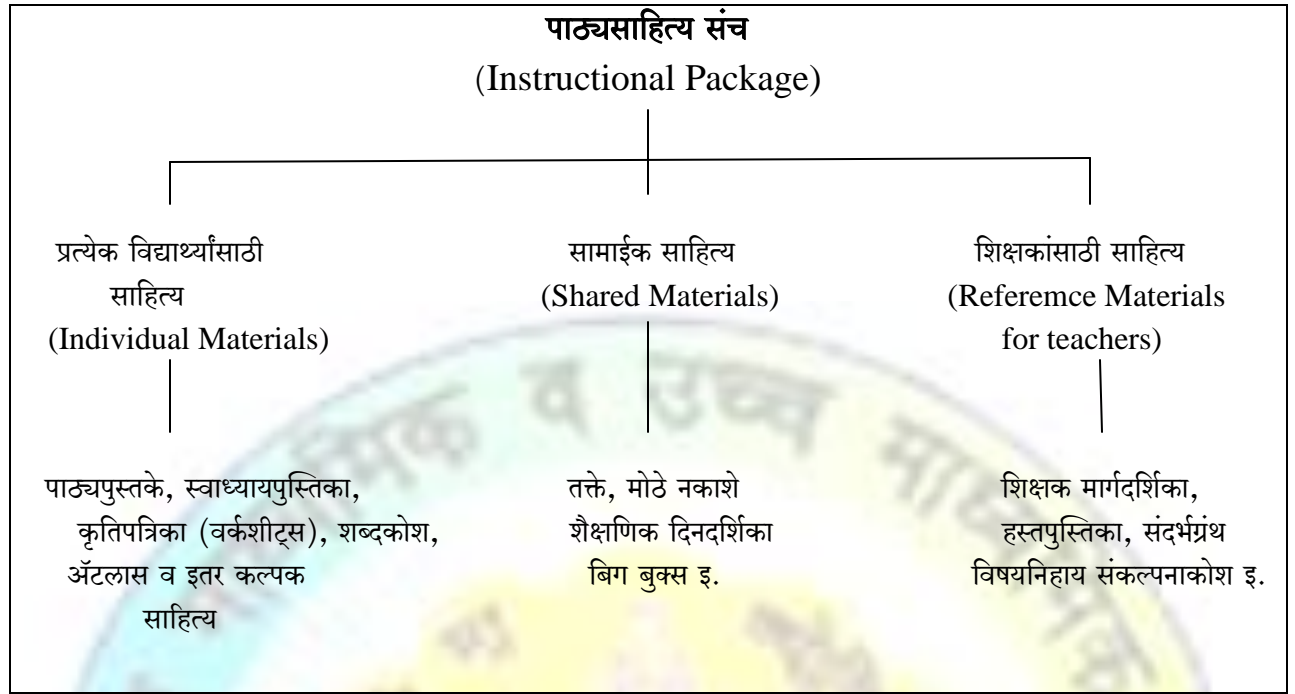 पाठ्यसाहित्य संच
(Instructional Package)
प्रत्येक विद्यार्थ्यांसाठी
साहित्य
(Individual Materials)
सामाईक साहित्य
(Shared Materials)
शिक्षकांसाठी साहित्य
(Referemce Materials
for teachers)
पाठ्यपुस्तके, स्वाध्यायपुस्तिका,
कृतिपत्रिका (वर्कशीट्स), शब्दकोश,
ॲटलास व इतर कल्पक
साहित्य
तक्ते, मोठे नकाशे
शैक्षणिक दिनदर्शिका
बिग बुक्स इ.
शिक्षक मार्गदर्शिका,
हस्तपुस्तिका, संदर्भग्रंथ
विषयनिहाय संकल्पनाकोश इ.
व उच्च